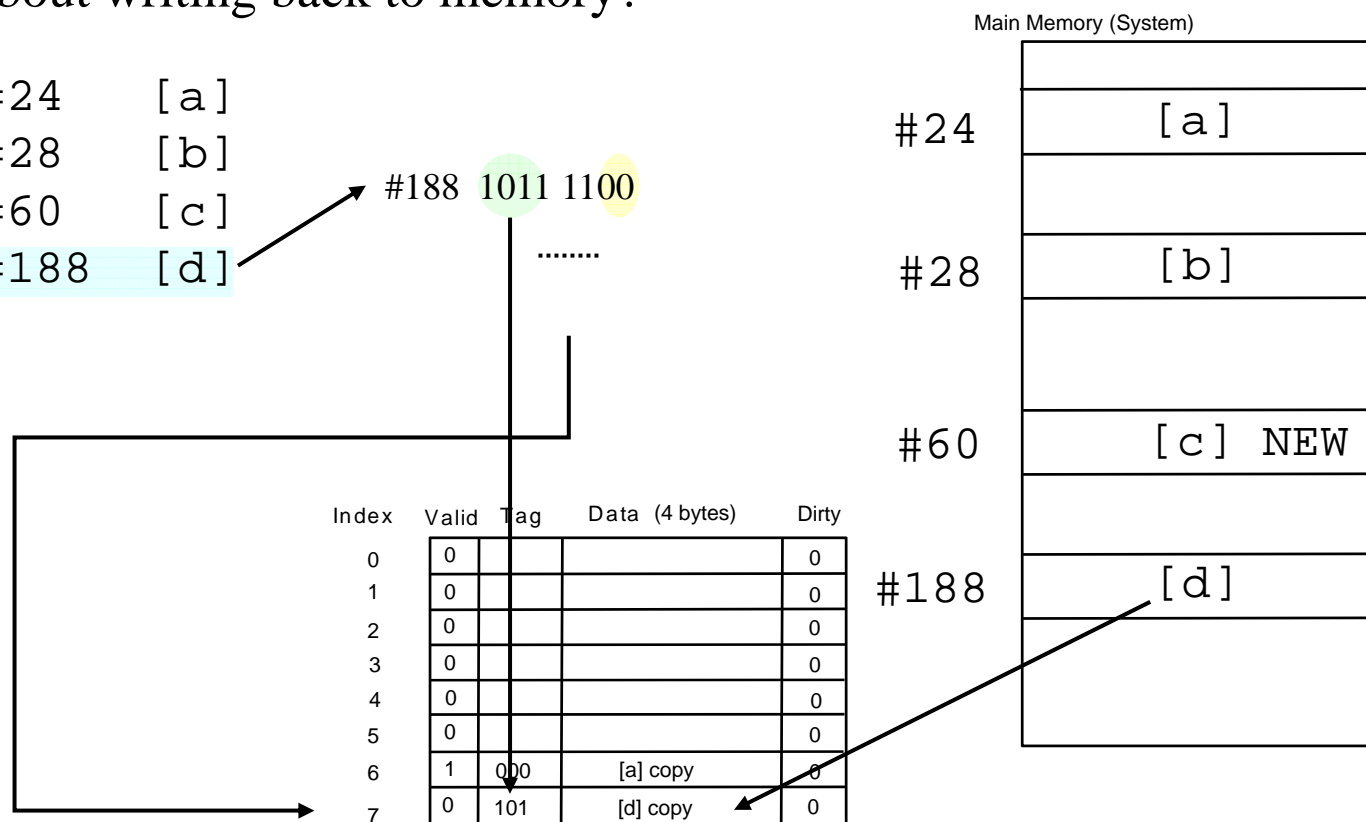 bout writing back to memory?
#24 [a]
#28 [b]
#60 [c]
#188 [d]
#188 1011 1100
........
Main Memory (System)
#24 [a]
#28 [b]
#60 [c] NEW
#188 [d]
Index Valid Tag Data (4 bytes) Dirty
0 0 0
1 0 0
2 0 0
3 0 0
4 0 0
5 0 0
6 1 000 [a] copy 0
7 0 101 [d] copy 0